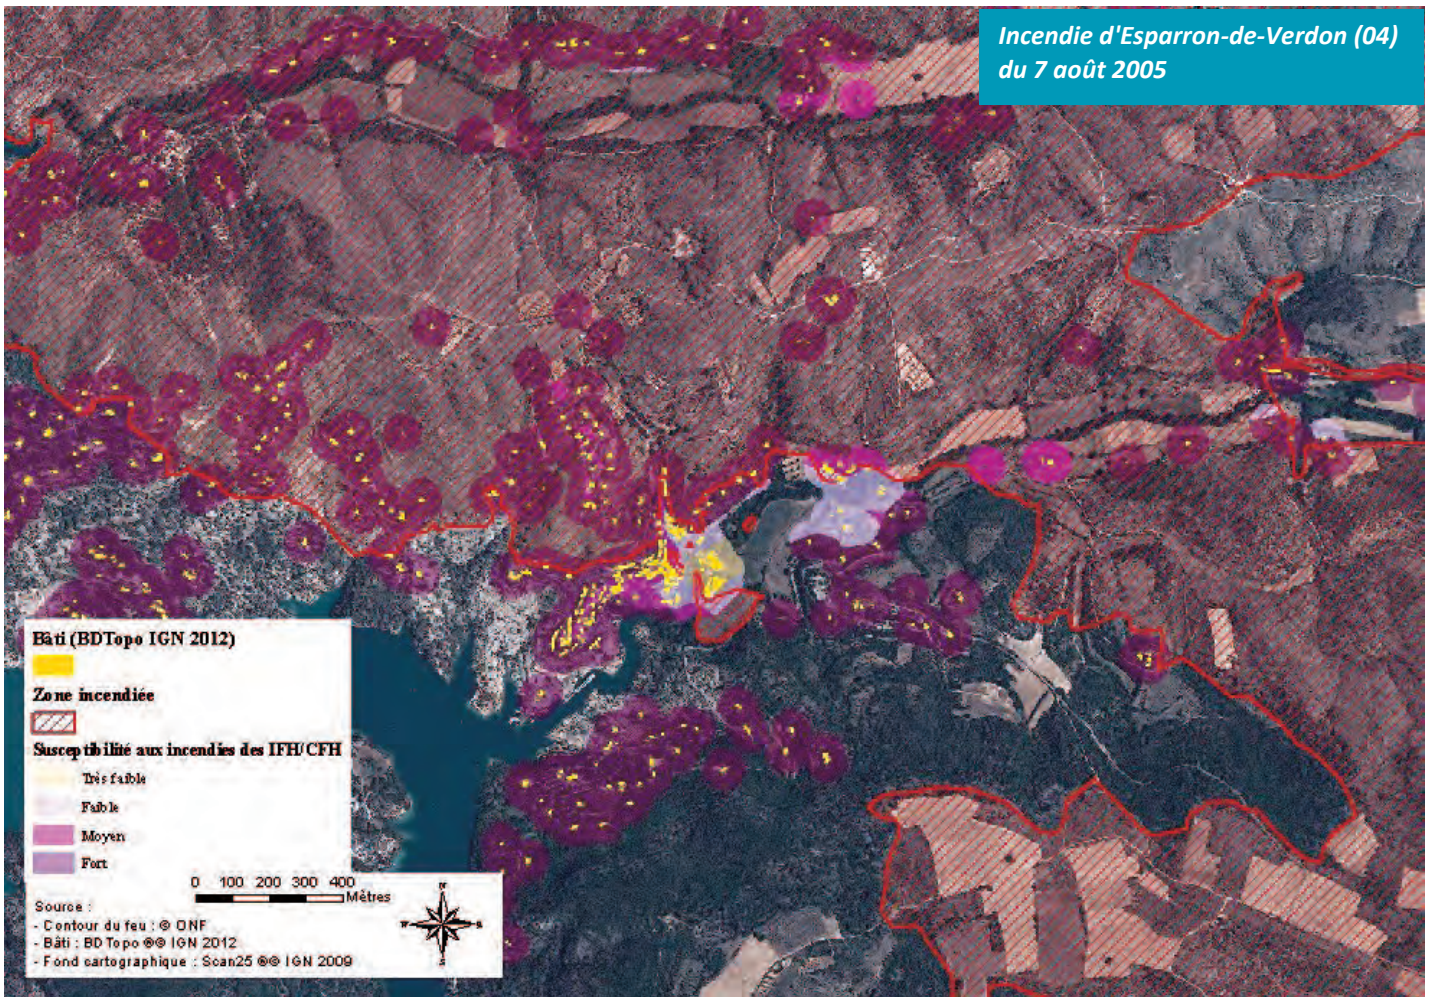 Incendie d'Esparron-de-Verdon (04)
du 7 août 2005
Bâti (BDTopo IGN 2012)
Zone incendiée
Susceptibilité aux incendies des IFH/CFH
Très faible
Faible
Moyen
Fort
0 100 200 300 400
Mètres
Source :
- Contour du feu : © ONF
- Bâti : BD Topo ®© IGN 2012
- Fond cartographique : Scan25 ®© IGN 2009
N
S